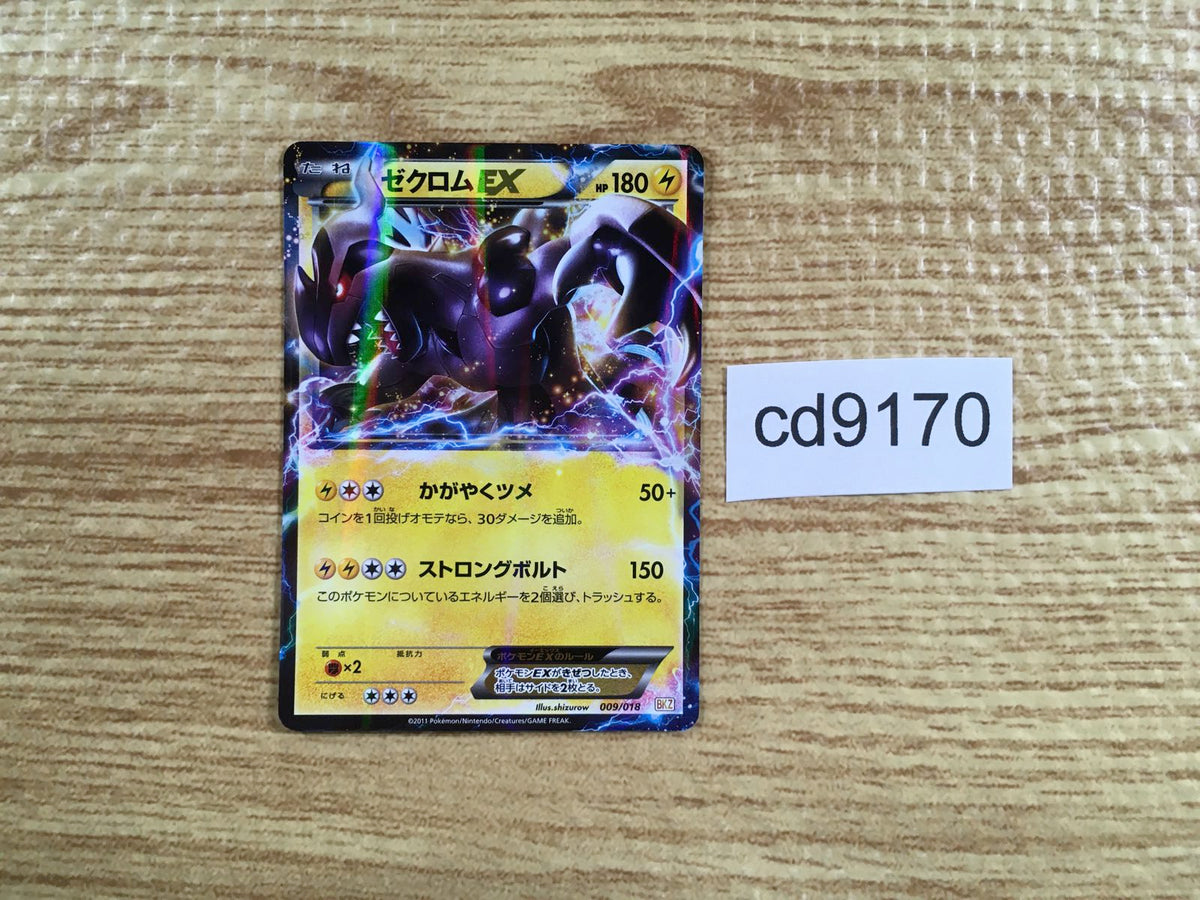 たね
ゼクロムEX
HP 180
かがやくツメ 50+
コインを1回投げオモテなら、30ダメージを追加。
ストロングボルト 150
このポケモンについているエネルギーを2個選び、トラッシュする。
弱点 抵抗力
闘×2
にげる
ポケモンEXのルール
ポケモンEXがきぜつしたとき、
相手はサイドを2枚とる。
Illus.shizurow 009/018 BKZ
©2011 Pokémon/Nintendo/Creatures/GAME FREAK.
cd9170